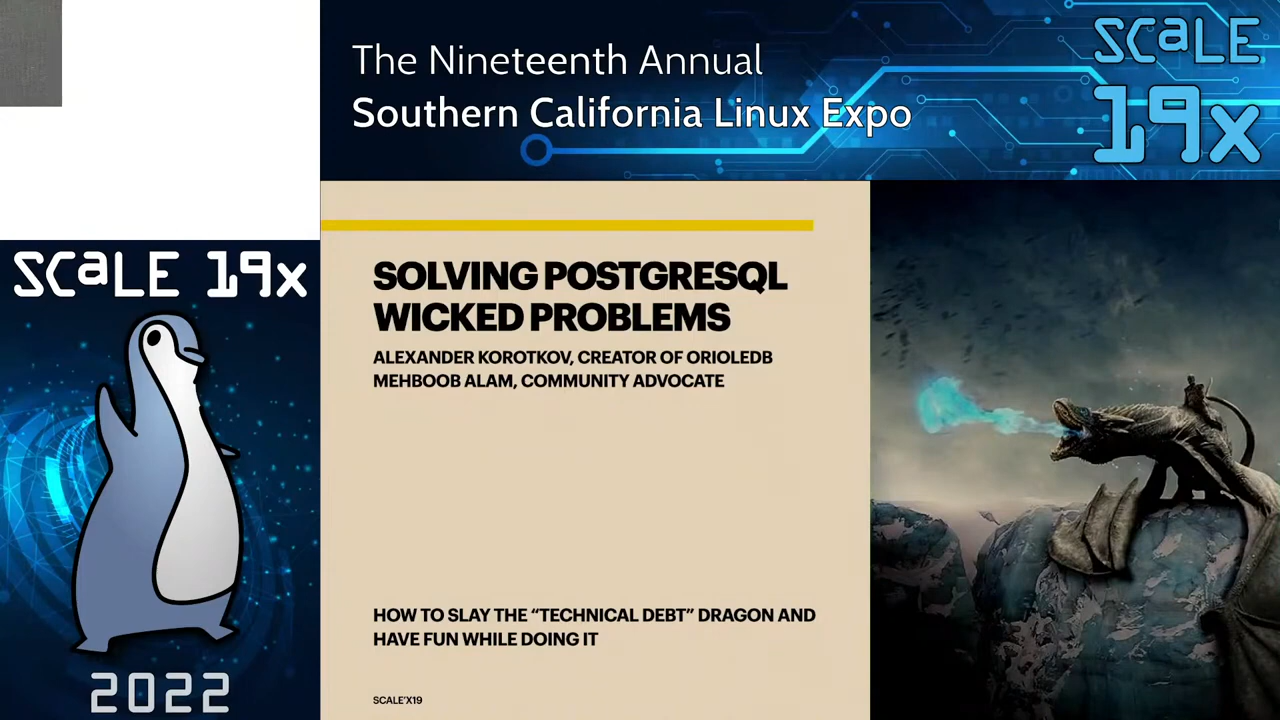 The Nineteenth Annual
Southern California Linux Expo
SCaLE
19x
SCaLE 19x
2022
SOLVING POSTGRESQL
WICKED PROBLEMS
ALEXANDER KOROTKOV, CREATOR OF ORIOLEDB
MEHBOOB ALAM, COMMUNITY ADVOCATE
HOW TO SLAY THE “TECHNICAL DEBT” DRAGON AND
HAVE FUN WHILE DOING IT
SCALE'X19